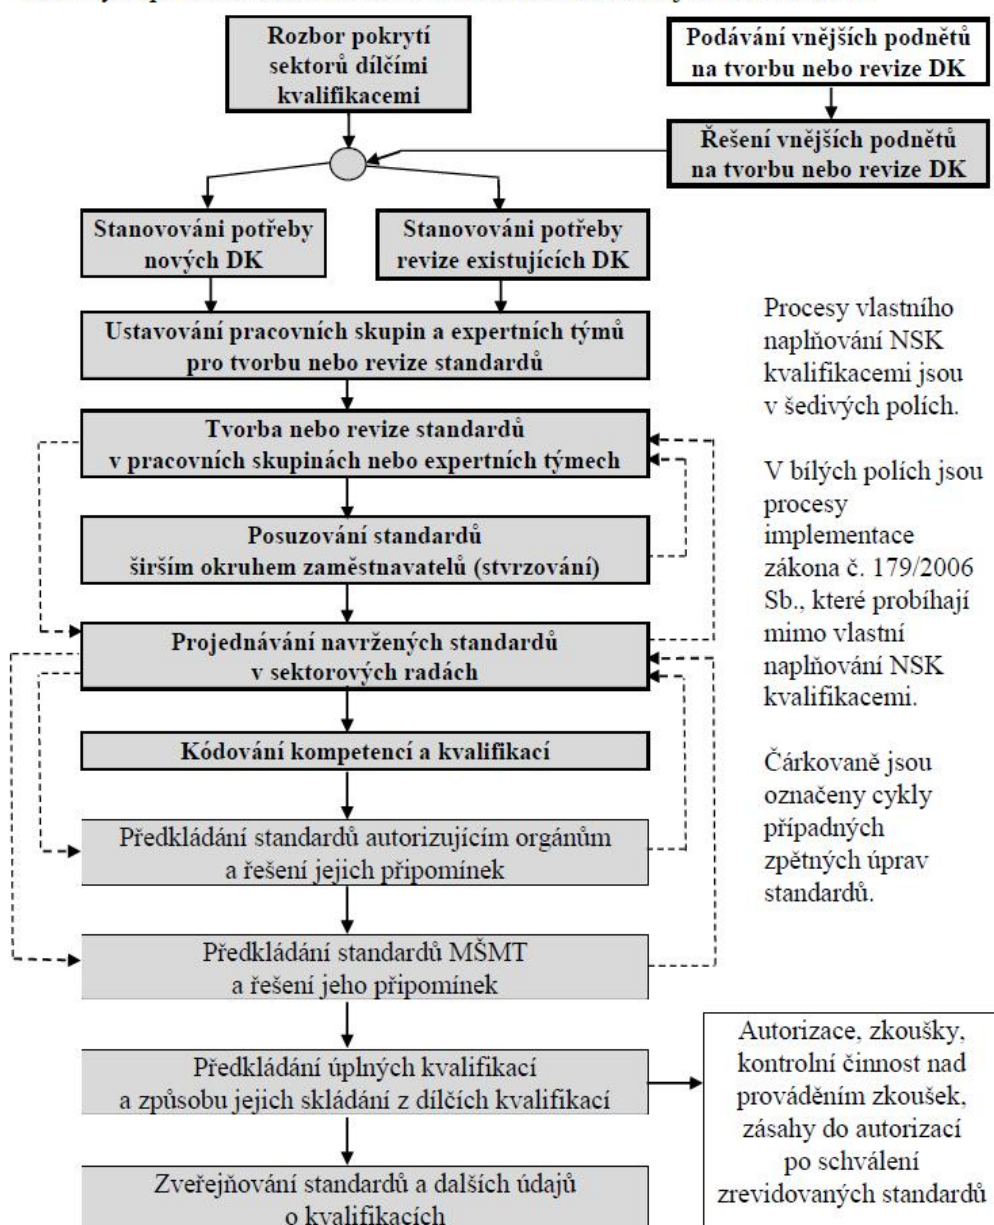 Rozbor pokrytí
sektorů dílčími
kvalifikacemi
Podávání vnějších podnětů
na tvorbu nebo revize DK
Řešení vnějších podnětů
na tvorbu nebo revize DK
Stanovováni potřeby
nových DK
Stanovováni potřeby
revize existujících DK
Ustavování pracovních skupin a expertních týmů
pro tvorbu nebo revize standardů
Tvorba nebo revize standardů
v pracovních skupinách nebo expertních týmech
Posuzování standardů
širším okruhem zaměstnavatelů (stvrzování)
Projednávání navržených standardů
v sektorových radách
Kódování kompetencí a kvalifikací
Předkládání standardů autorizujícím orgánům
a řešení jejich připomínek
Předkládání standardů MŠMT
a řešení jeho připomínek
Předkládání úplných kvalifikací
a způsobu jejich skládání z dílčích kvalifikací
Zveřejňování standardů a dalších údajů
o kvalifikacích
Procesy vlastního
naplňování NSK
kvalifikacemi jsou
v šedivých polích.
V bílých polích jsou
procesy
implementace
zákona č. 179/2006
Sb., které probíhají
mimo vlastní
naplňování NSK
kvalifikacemi.
Čárkovaně jsou
označeny cykly
případných
zpětných úprav
standardů.
Autorizace, zkoušky,
kontrolní činnost nad
prováděním zkoušek,
zásahy do autorizací
po schválení
zrevidovaných standardů